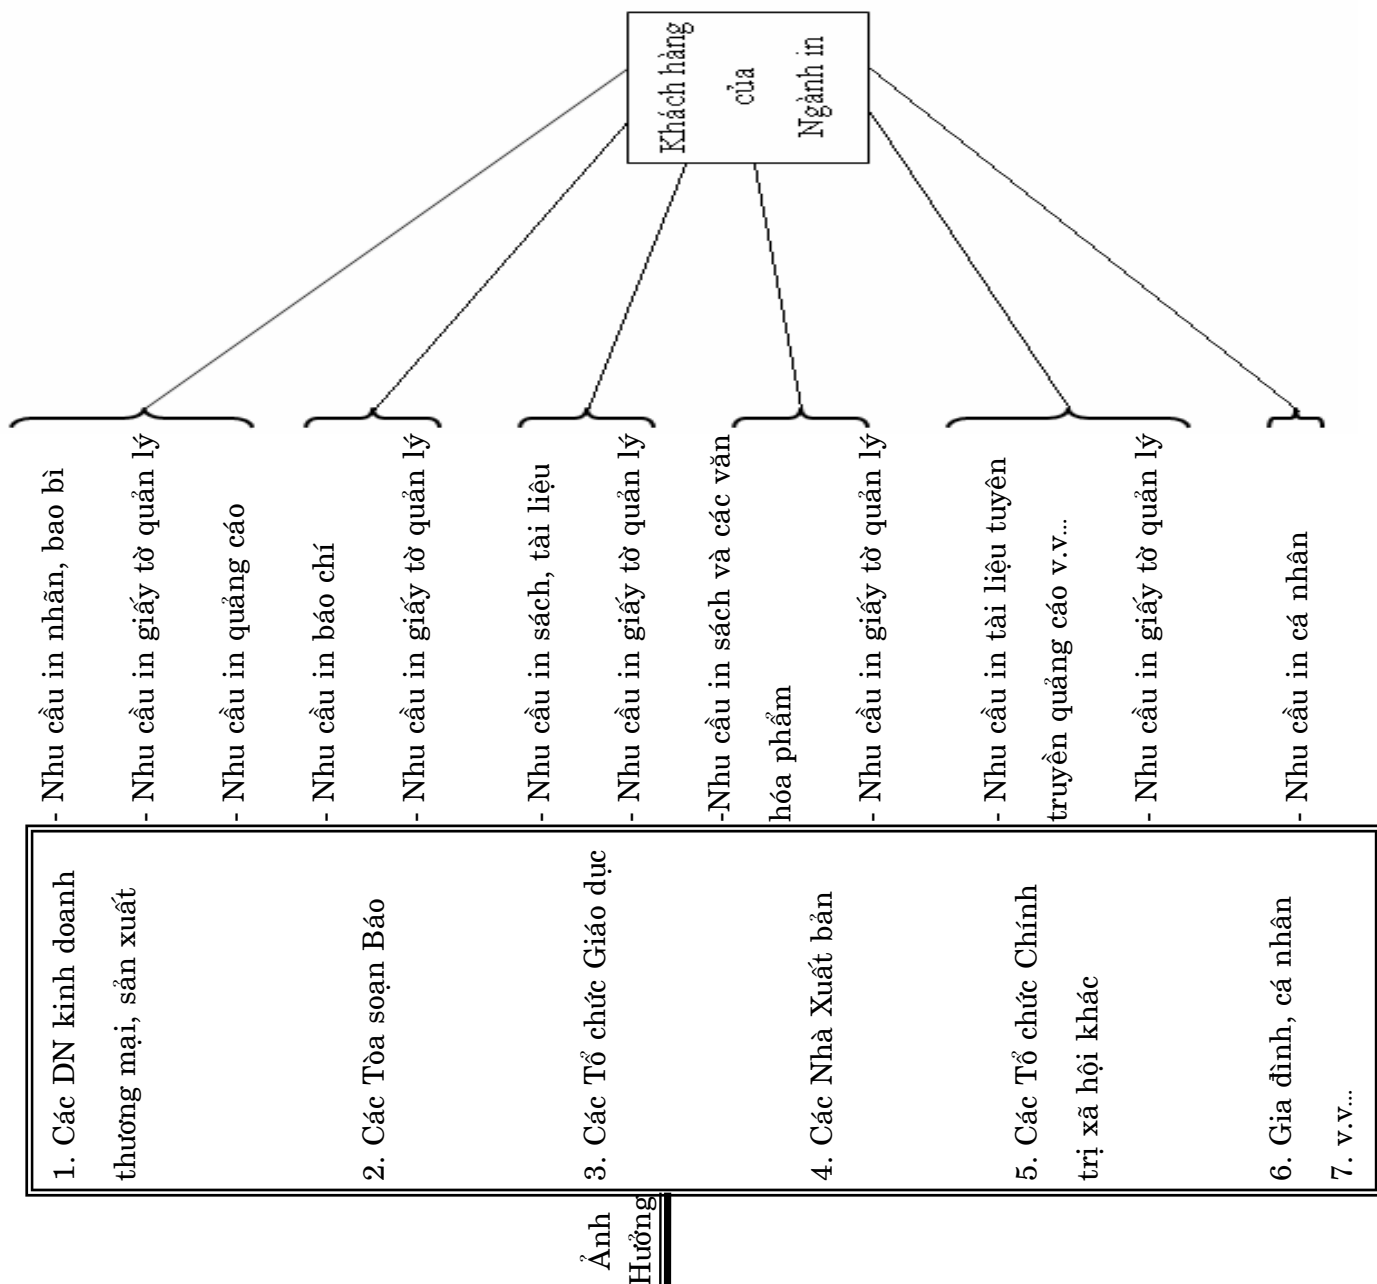 Ảnh
Hưởng
1. Các DN kinh doanh
thương mại, sản xuất
2. Các Tòa soạn Báo
3. Các Tổ chức Giáo dục
4. Các Nhà Xuất bản
5. Các Tổ chức Chính
trị xã hội khác
6. Gia đình, cá nhân
7. v.v...
- Nhu cầu in nhãn, bao bì
- Nhu cầu in giấy tờ quản lý
- Nhu cầu in quảng cáo
- Nhu cầu in báo chí
- Nhu cầu in giấy tờ quản lý
- Nhu cầu in sách, tài liệu
- Nhu cầu in giấy tờ quản lý
-Nhu cầu in sách và các văn
hóa phẩm
- Nhu cầu in giấy tờ quản lý
- Nhu cầu in tài liệu tuyên
truyền quảng cáo v.v...
- Nhu cầu in giấy tờ quản lý
- Nhu cầu in cá nhân
Khách hàng
của
Ngành in